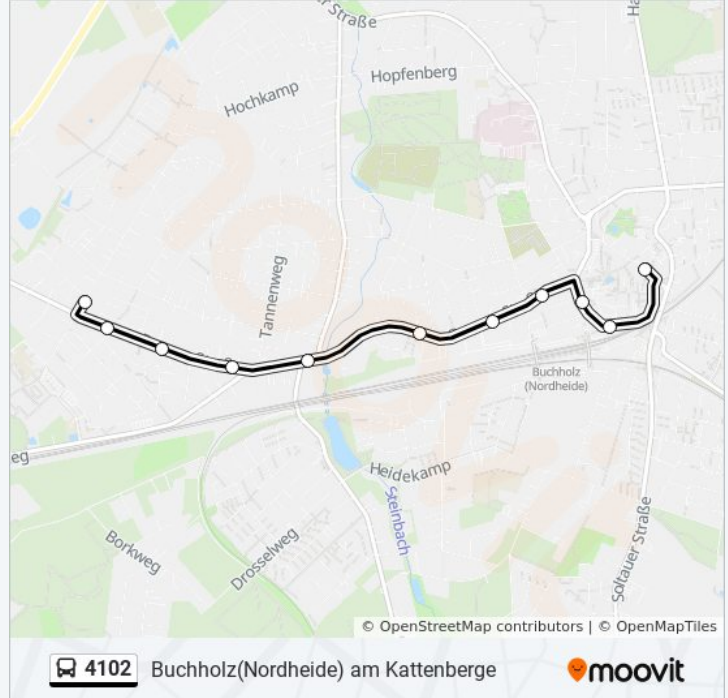 r Straße
Ha
Hopfenberg
Hochkamp
Tannenweg
Buchholz
(Nordheide)
eg
Heidekamp
Steinbach
Soltauer Straße
Borkweg
Drosselweg
© OpenStreetMap contributors | © OpenMapTiles
4102 Buchholz(Nordheide) am Kattenberge
moovit